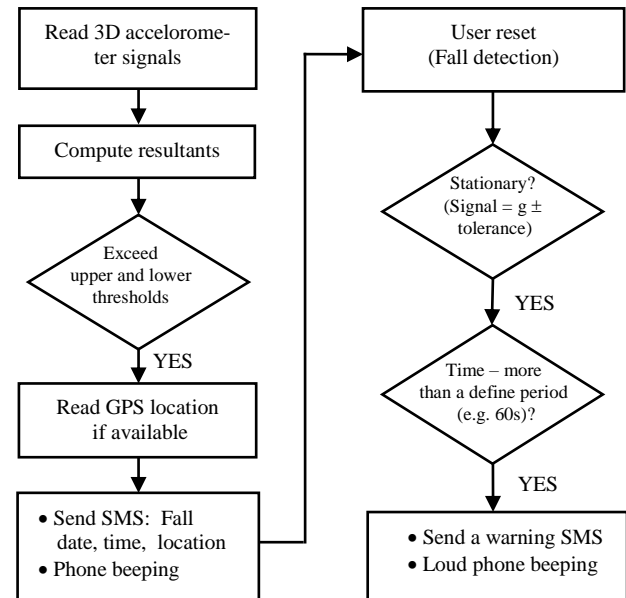 Read 3D accelorome-
ter signals
Compute resultants
Exceed
upper and lower
thresholds
YES
Read GPS location
if available
• Send SMS: Fall
date, time, location
• Phone beeping
User reset
(Fall detection)
Stationary?
(Signal = g ±
tolerance)
YES
Time – more
than a define period
(e.g. 60s)?
YES
• Send a warning SMS
• Loud phone beeping